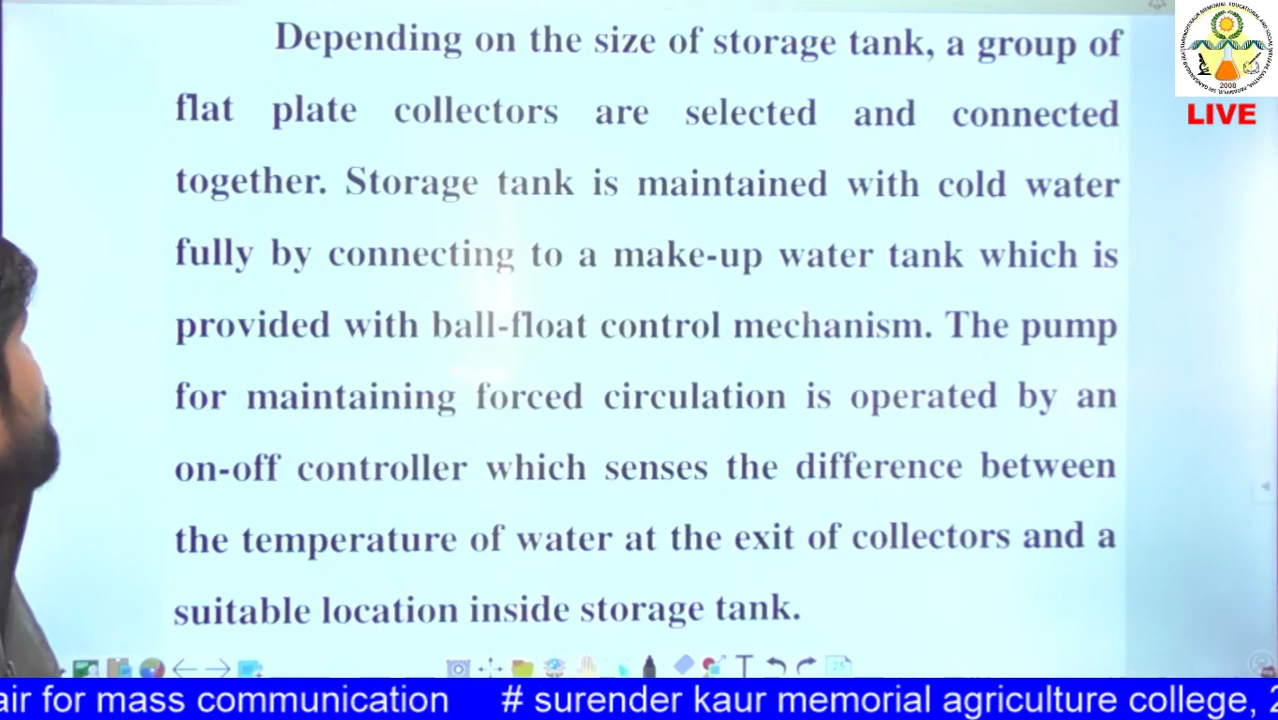 Depending on the size of storage tank, a group of
flat plate collectors are selected and connected
together. Storage tank is maintained with cold water
fully by connecting to a make-up water tank which is
provided with ball-float control mechanism. The pump
for maintaining forced circulation is operated by an
on-off controller which senses the difference between
the temperature of water at the exit of collectors and a
suitable location inside storage tank.
2008
LIVE
air for mass communication # surender kaur memorial agriculture college, 2